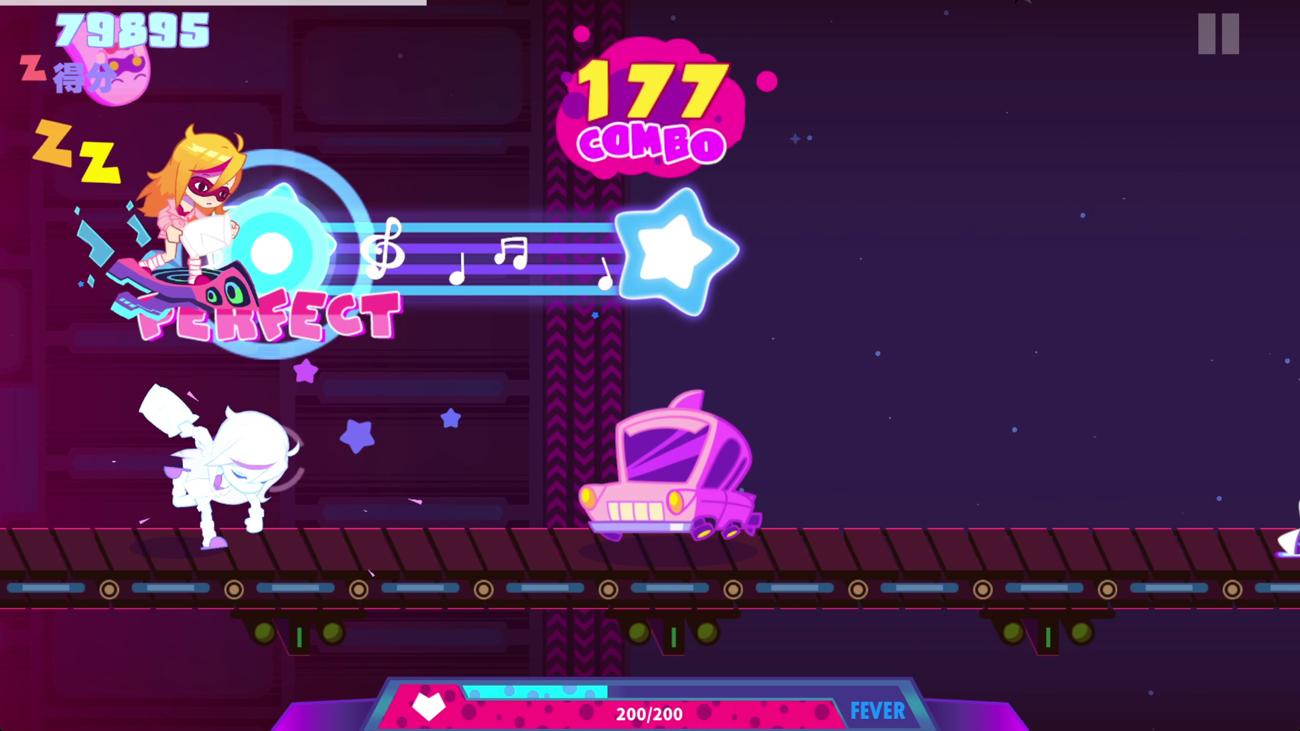 79895
Z 得分
Z Z
177
COMBO
PERFECT
200/200
FEVER